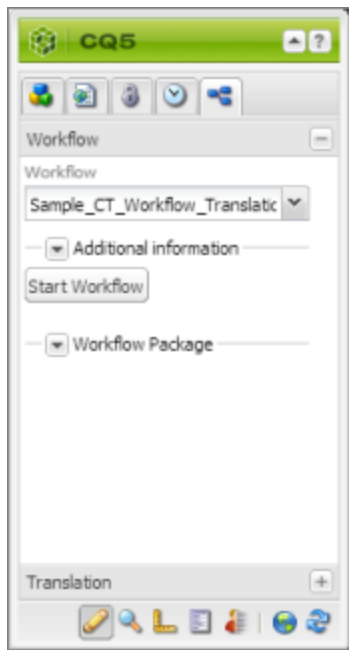 CQ5
?
Workflow
Workflow
Sample_CT_Workflow_Translatic
Additional information
Start Workflow
Workflow Package
Translation